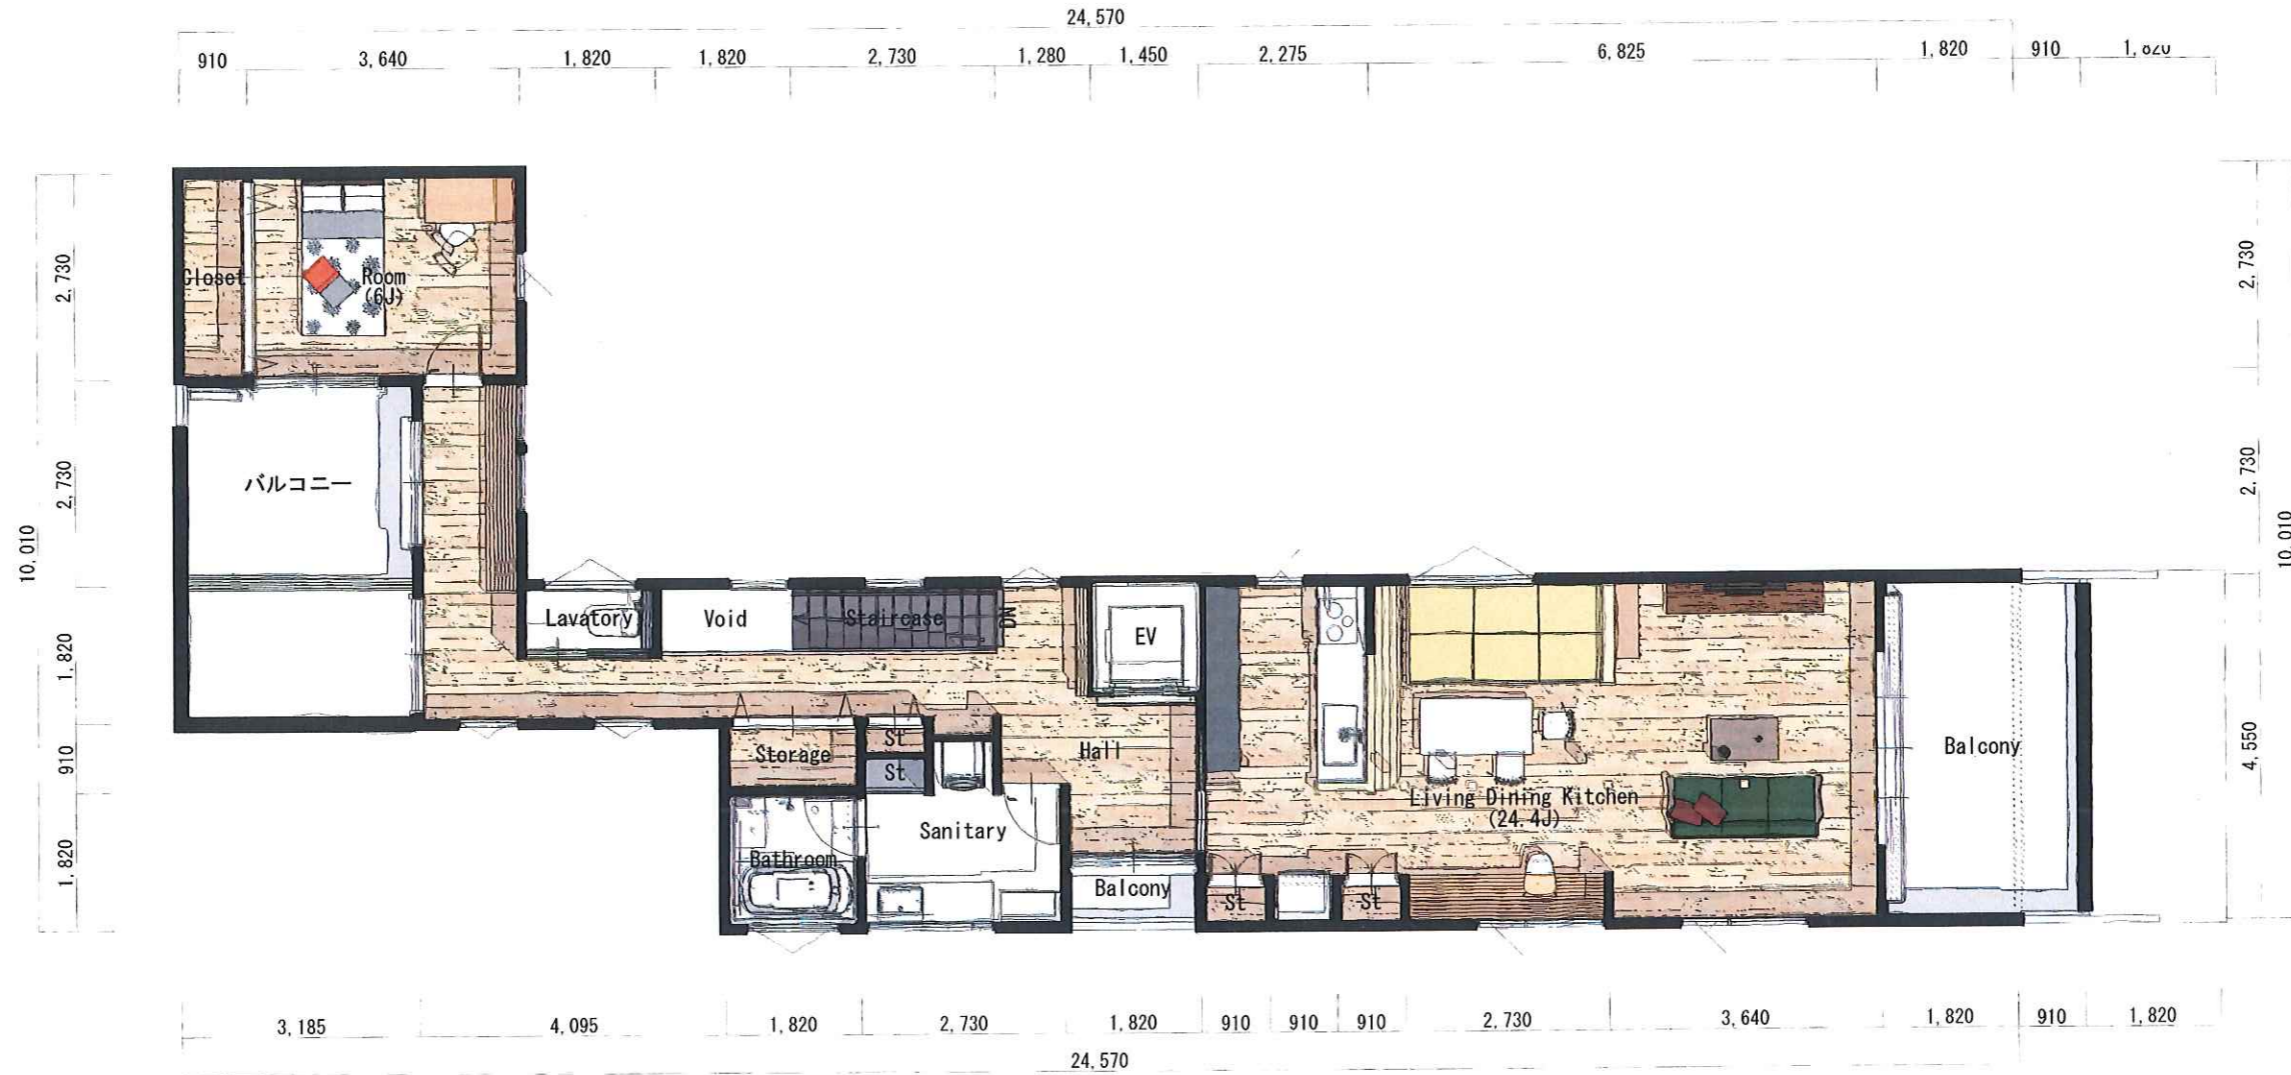 24,570
910 3,640 1,820 1,820 2,730 1,280 1,450 2,275 6,825 1,820 910
2,730
2,730
10,010
1,820
910
1,820
2,730
2,730
10,010
4,550
Closet
Room
(6J)
バルコニー
Lavatory
Void
Staircase
DN
EV
Storage
St
St
Hall
Sanitary
Bathroom
Balcony
Living Dining Kitchen
(24.4J)
St
St
Balcony
3,185 4,095 1,820 2,730 1,820 910 910 910 2,730 3,640 1,820 910 1,820
24,570